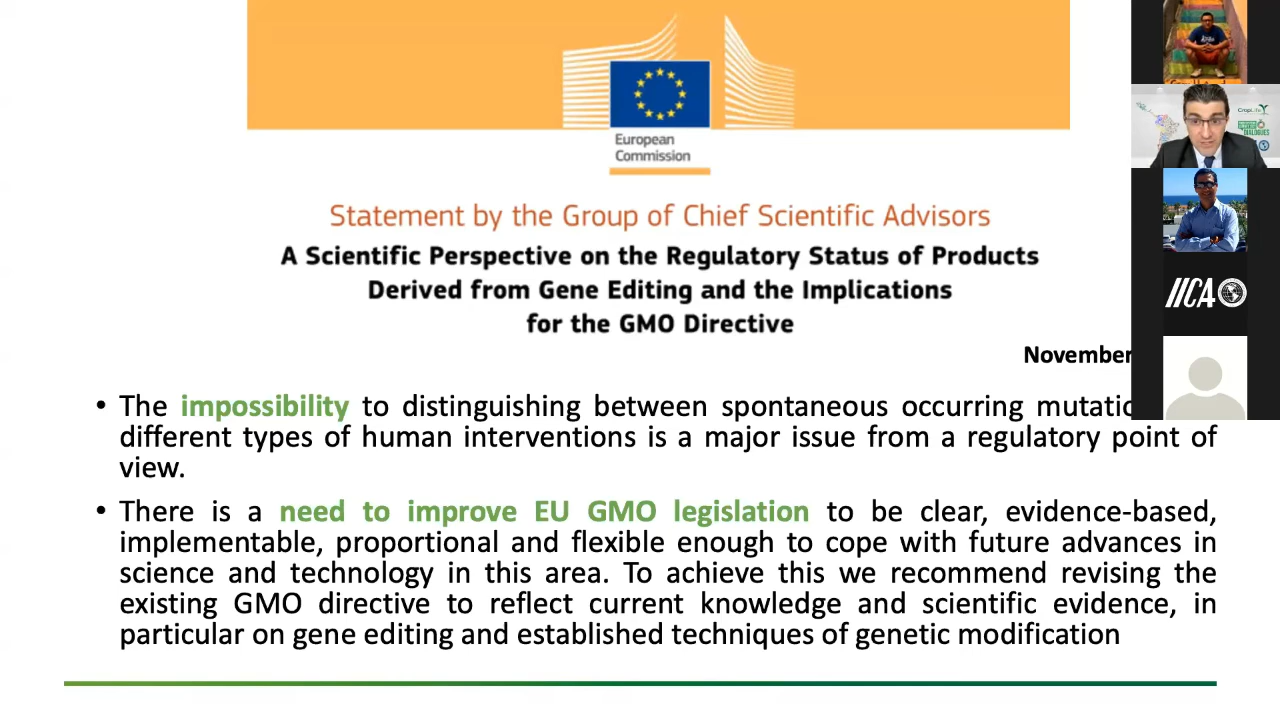 European
Commission
Statement by the Group of Chief Scientific Advisors
A Scientific Perspective on the Regulatory Status of Products
Derived from Gene Editing and the Implications
for the GMO Directive
November
• The impossibility to distinguishing between spontaneous occurring
different types of human interventions is a major issue from a regulatory point of
view.
• There is a need to improve EU GMO legislation to be clear, evidence-based,
implementable, proportional and flexible enough to cope with future advances in
science and technology in this area. To achieve this we recommend revising the
existing GMO directive to reflect current knowledge and scientific evidence, in
particular on gene editing and established techniques of genetic modification
CropLife
DIALOGUES
IICA